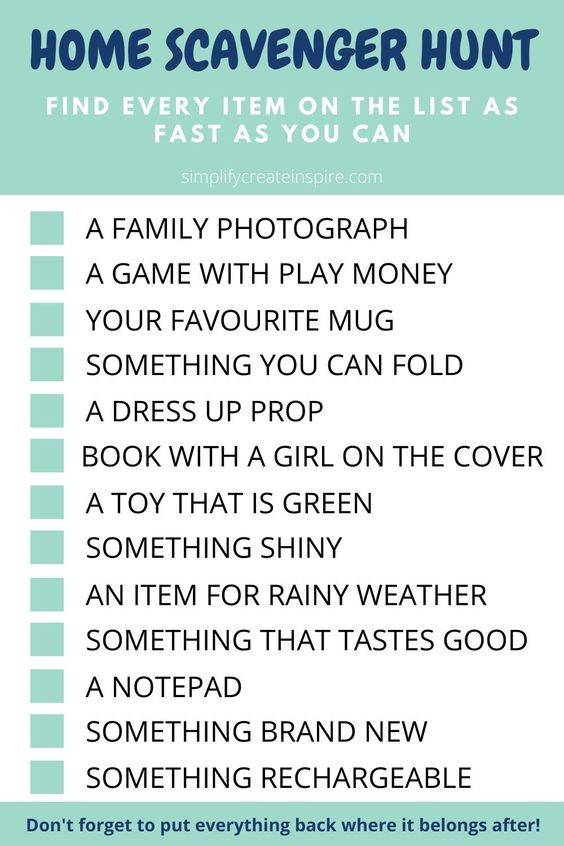 HOME SCAVENGER HUNT
FIND EVERY ITEM ON THE LIST AS
FAST AS YOU CAN
simplifycreateinspire.com
A FAMILY PHOTOGRAPH
A GAME WITH PLAY MONEY
YOUR FAVOURITE MUG
SOMETHING YOU CAN FOLD
A DRESS UP PROP
BOOK WITH A GIRL ON THE COVER
A TOY THAT IS GREEN
SOMETHING SHINY
AN ITEM FOR RAINY WEATHER
SOMETHING THAT TASTES GOOD
A NOTEPAD
SOMETHING BRAND NEW
SOMETHING RECHARGEABLE
Don't forget to put everything back where it belongs after!